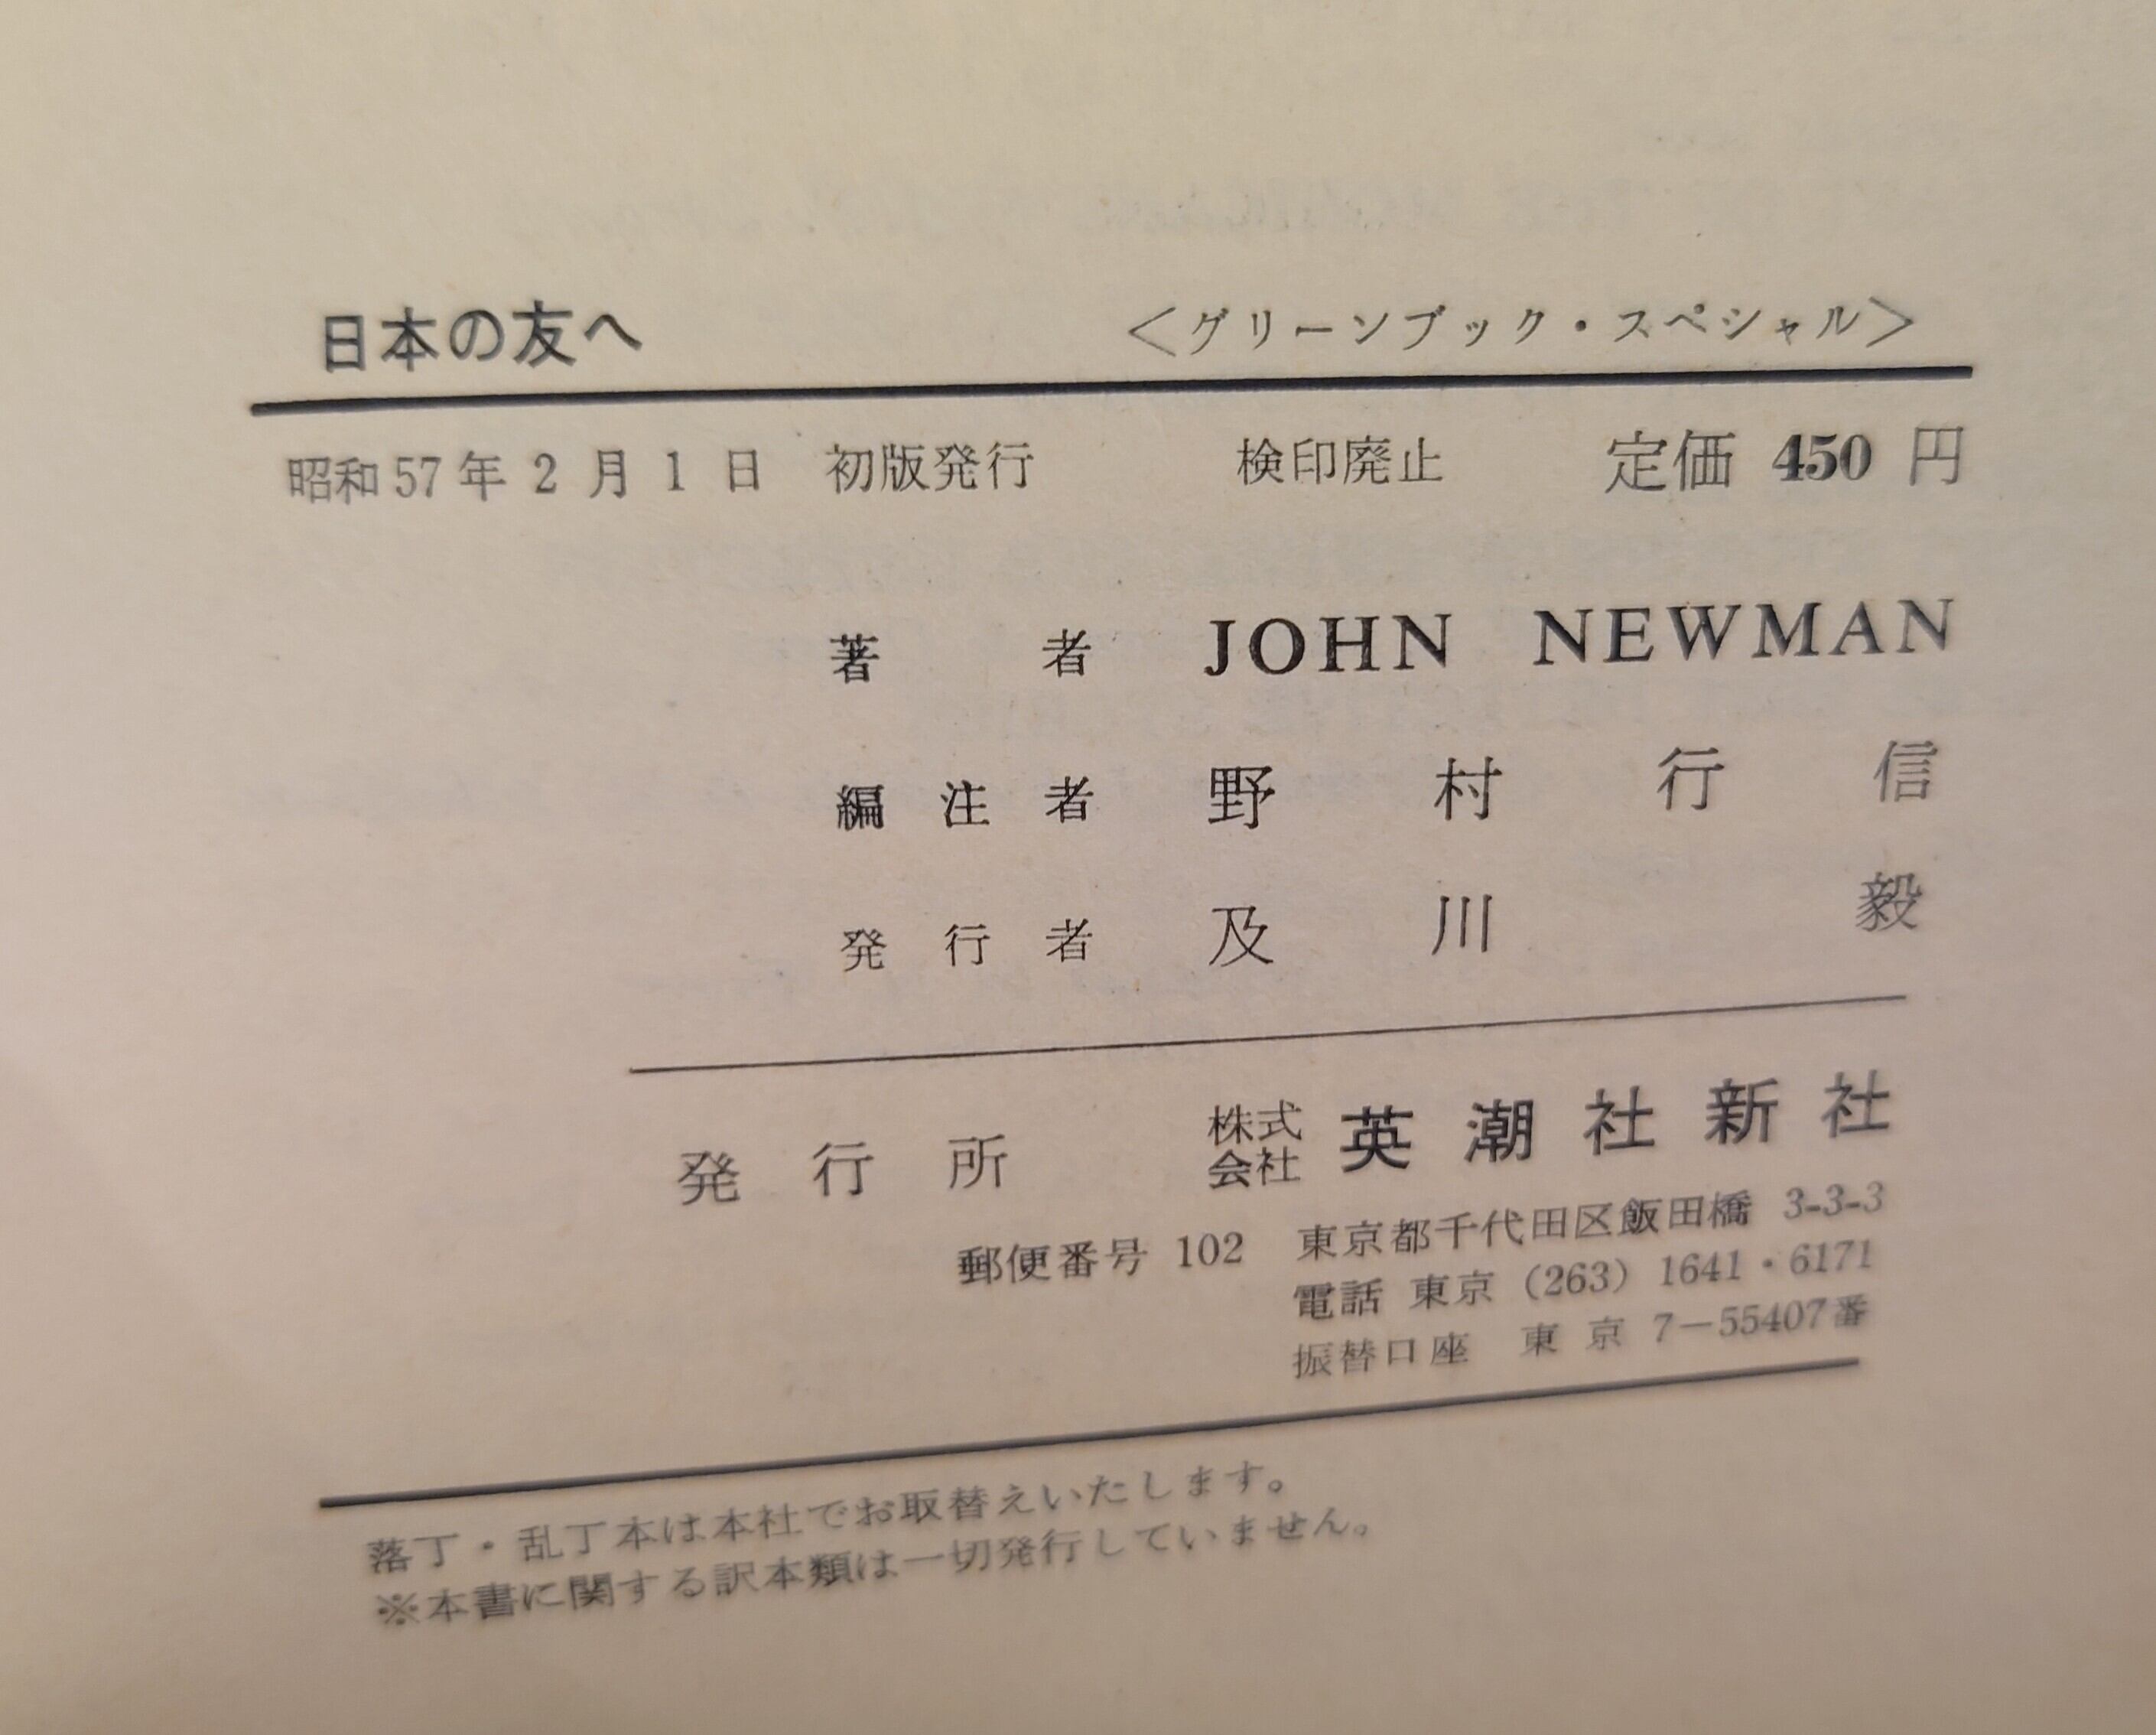 日本の友へ <グリーンブック・スペシャル>
昭和57年2月1日 初版発行 検印廃止 定価 450 円
著者 JOHN NEWMAN
編注者 野村行信
発行者 及川毅
発行所 株式会社 英潮社新社
郵便番号 102 東京都千代田区飯田橋 3-3-3
電話 東京 (263) 1641・6171
振替口座 東京 7-55407番
落丁・乱丁本は本社でお取替えいたします。
※本書に関する訳本類は一切発行していません。